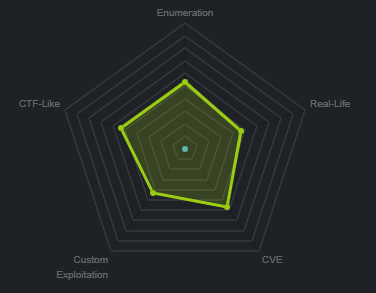 Enumeration
CTF-Like
Real-Life
Custom
Exploitation
CVE